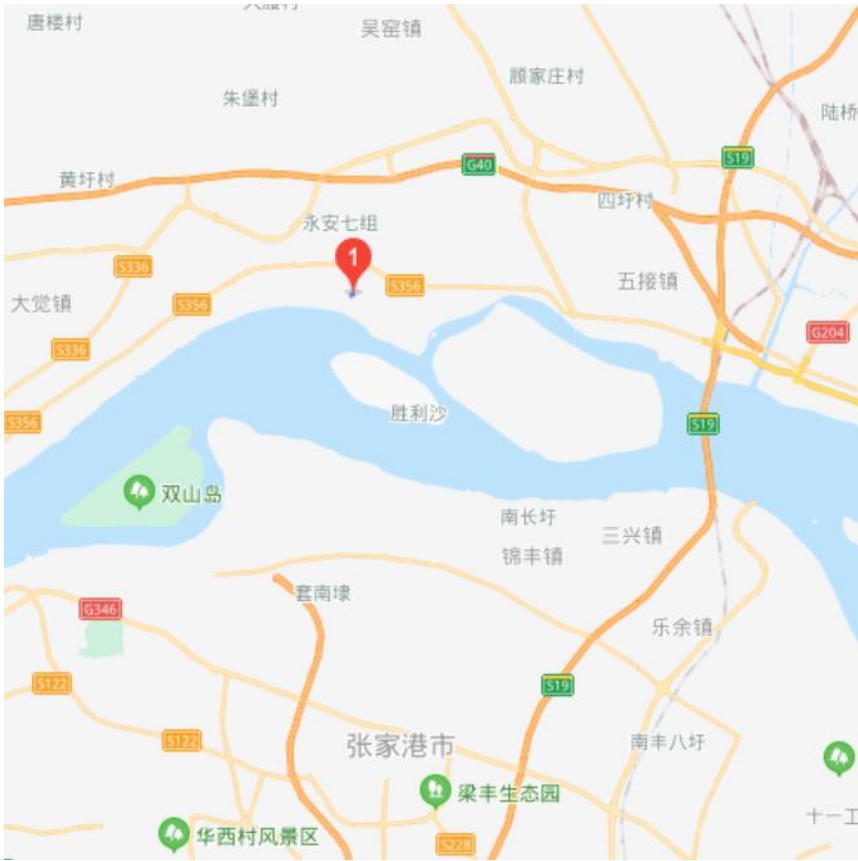 唐楼村
吴窑镇
顾家庄村
朱堡村
陆桥
S19
G40
黄圩村
四圩村
永安七组
1
S336
五接镇
S356
大觉镇
S356
G204
S336
胜利沙
S356
S19
双山岛
南长圩
三兴镇
锦丰镇
套南埭
G346
乐余镇
S122
S19
S122
张家港市
南丰八圩
梁丰生态园
十一工
华西村风景区
S228